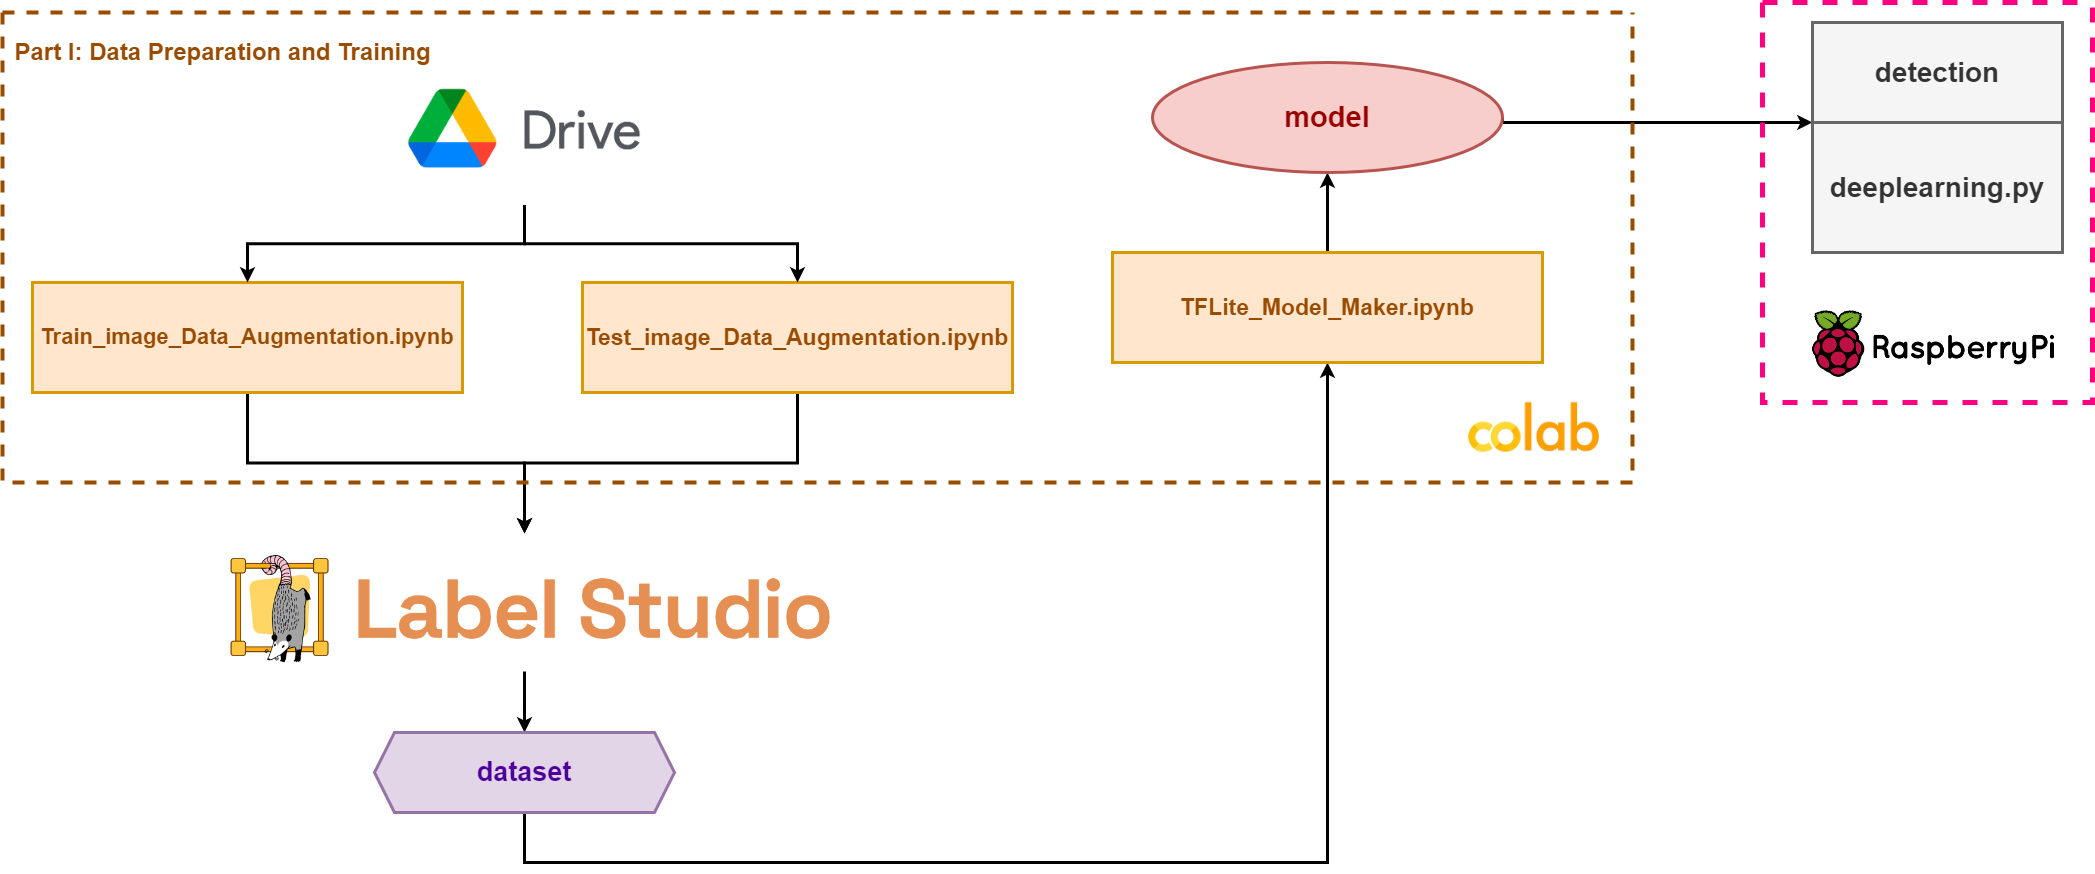 Part I: Data Preparation and Training
Drive
Train_image_Data_Augmentation.ipynb
Test_image_Data_Augmentation.ipynb
model
TFLite_Model_Maker.ipynb
colab
detection
deeplearning.py
RaspberryPi
Label Studio
dataset